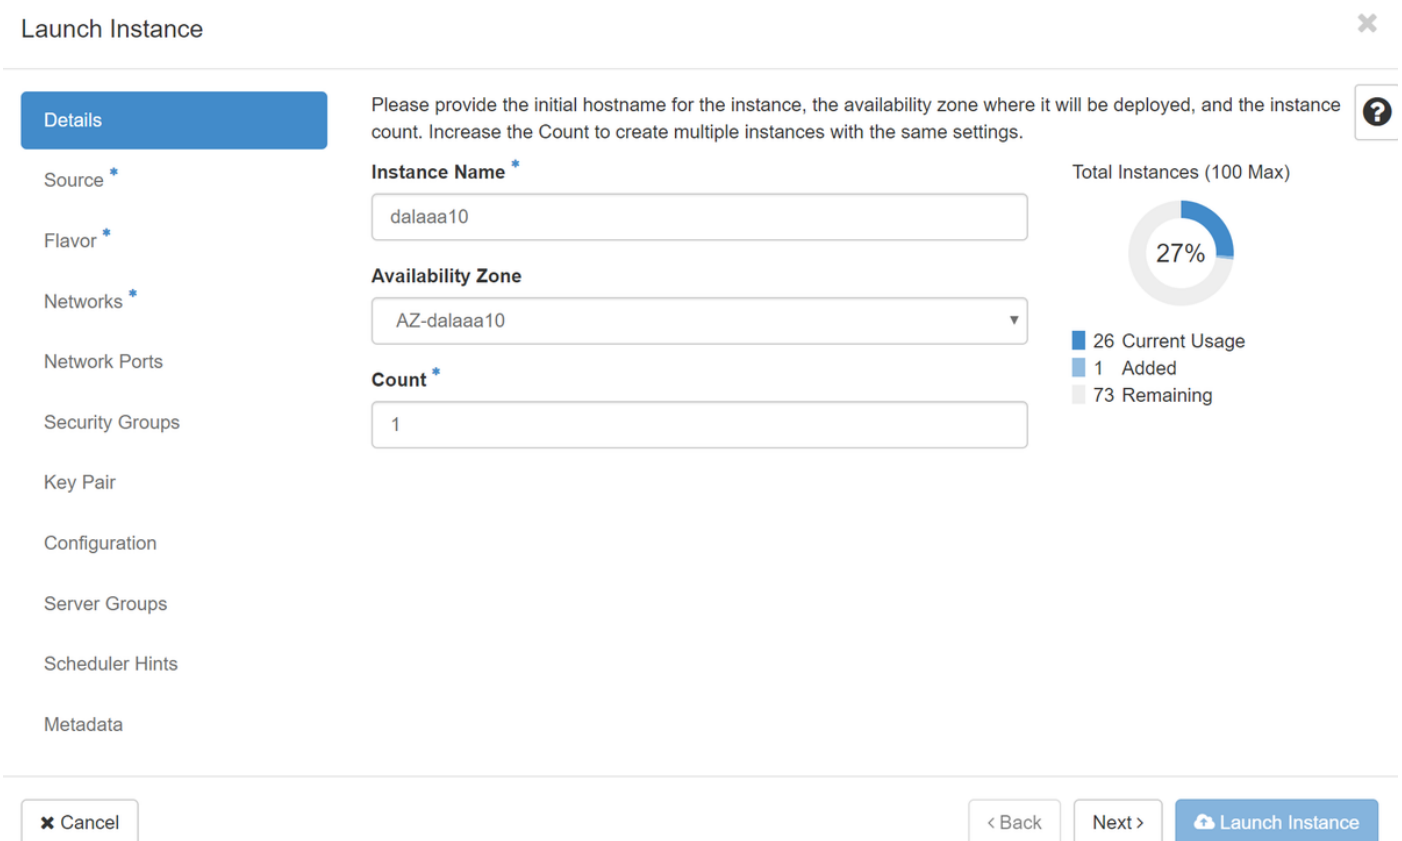 Launch Instance
Details
Source *
Flavor *
Networks *
Network Ports
Security Groups
Key Pair
Configuration
Server Groups
Scheduler Hints
Metadata
Please provide the initial hostname for the instance, the availability zone where it will be deployed, and the instance
count. Increase the Count to create multiple instances with the same settings.
Instance Name *
dalaaa10
Availability Zone
AZ-dalaaa10
Count *
1
Total Instances (100 Max)
27%
26 Current Usage
1 Added
73 Remaining
Cancel
< Back
Next >
Launch Instance